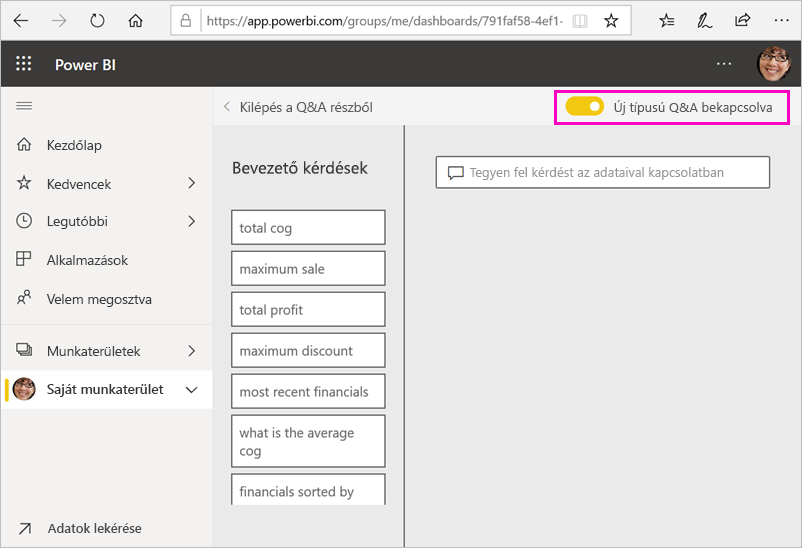 https://app.powerbi.com/groups/me/dashboards/791faf58-4ef1-
Power BI
Kilépés a Q&A részből
Új típusú Q&A bekapcsolva
Kezdőlap
Kedvencek
Legutóbbi
Alkalmazások
Velem megosztva
Munkaterületek
Saját munkaterület
Adatok lekérése
Bevezető kérdések
total cog
maximum sale
total profit
maximum discount
most recent financials
what is the average
cog
financials sorted by
Tegyen fel kérdést az adataival kapcsolatban